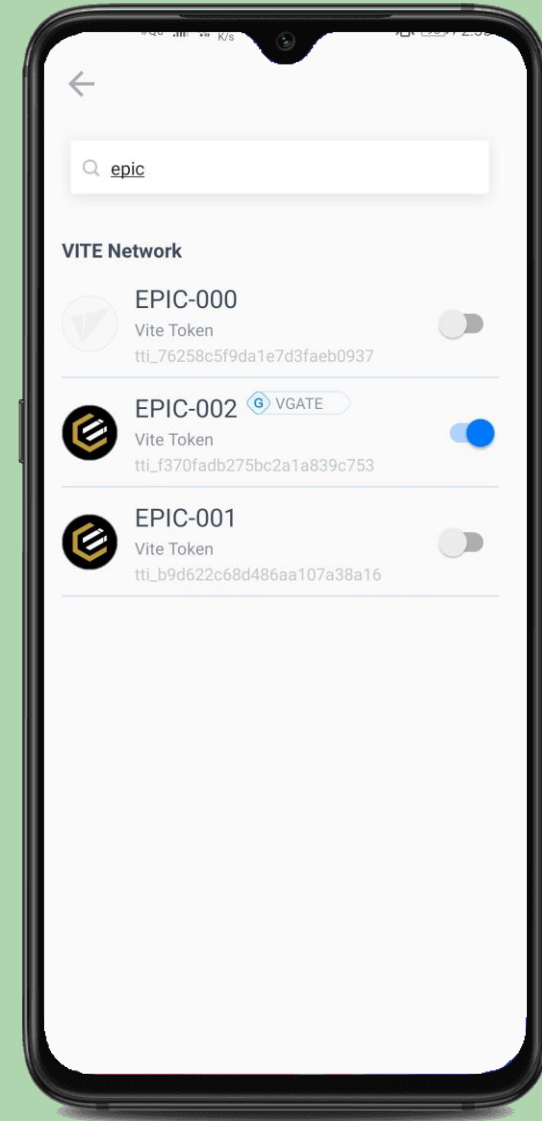 K/s
epic
VITE Network
EPIC-000
Vite Token
tti_76258c5f9da1e7d3faeb0937
EPIC-002 G VGATE
Vite Token
tti_f370fadb275bc2a1a839c753
EPIC-001
Vite Token
tti_b9d622c68d486aa107a38a16